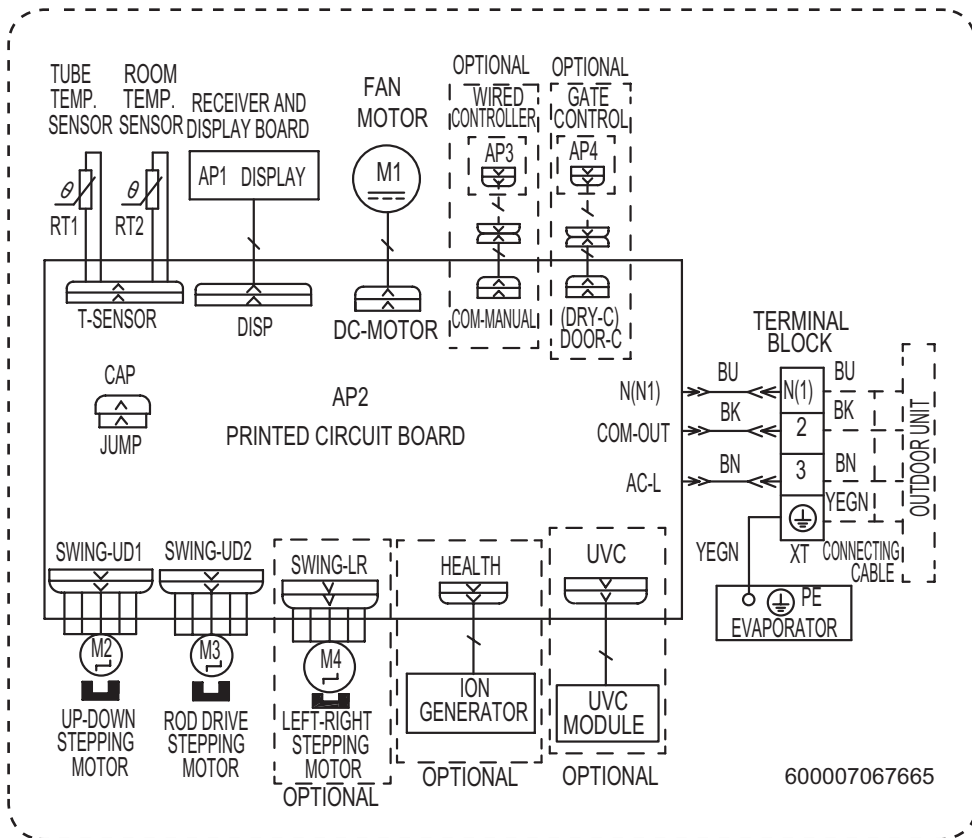 TUBE
TEMP.
SENSOR
ROOM
TEMP.
SENSOR
RECEIVER AND
DISPLAY BOARD
FAN
MOTOR
OPTIONAL
WIRED
CONTROLLER
OPTIONAL
GATE
CONTROL
θ
RT1
θ
RT2
AP1 DISPLAY
M1
AP3
AP4
T-SENSOR
DISP
DC-MOTOR
COM-MANUAL
(DRY-C)
DOOR-C
CAP
JUMP
AP2
PRINTED CIRCUIT BOARD
N(N1)
COM-OUT
AC-L
BU
BK
BN
TERMINAL
BLOCK
N(1)
2
3
XT
BU
BK
BN
YEGN
CONNECTING
CABLE
OUTDOOR UNIT
YEGN
PE
EVAPORATOR
SWING-UD1
SWING-UD2
SWING-LR
HEALTH
UVC
M2
M3
M4
UP-DOWN
STEPPING
MOTOR
ROD DRIVE
STEPPING
MOTOR
LEFT-RIGHT
STEPPING
MOTOR
OPTIONAL
ION
GENERATOR
OPTIONAL
UVC
MODULE
OPTIONAL
600007067665